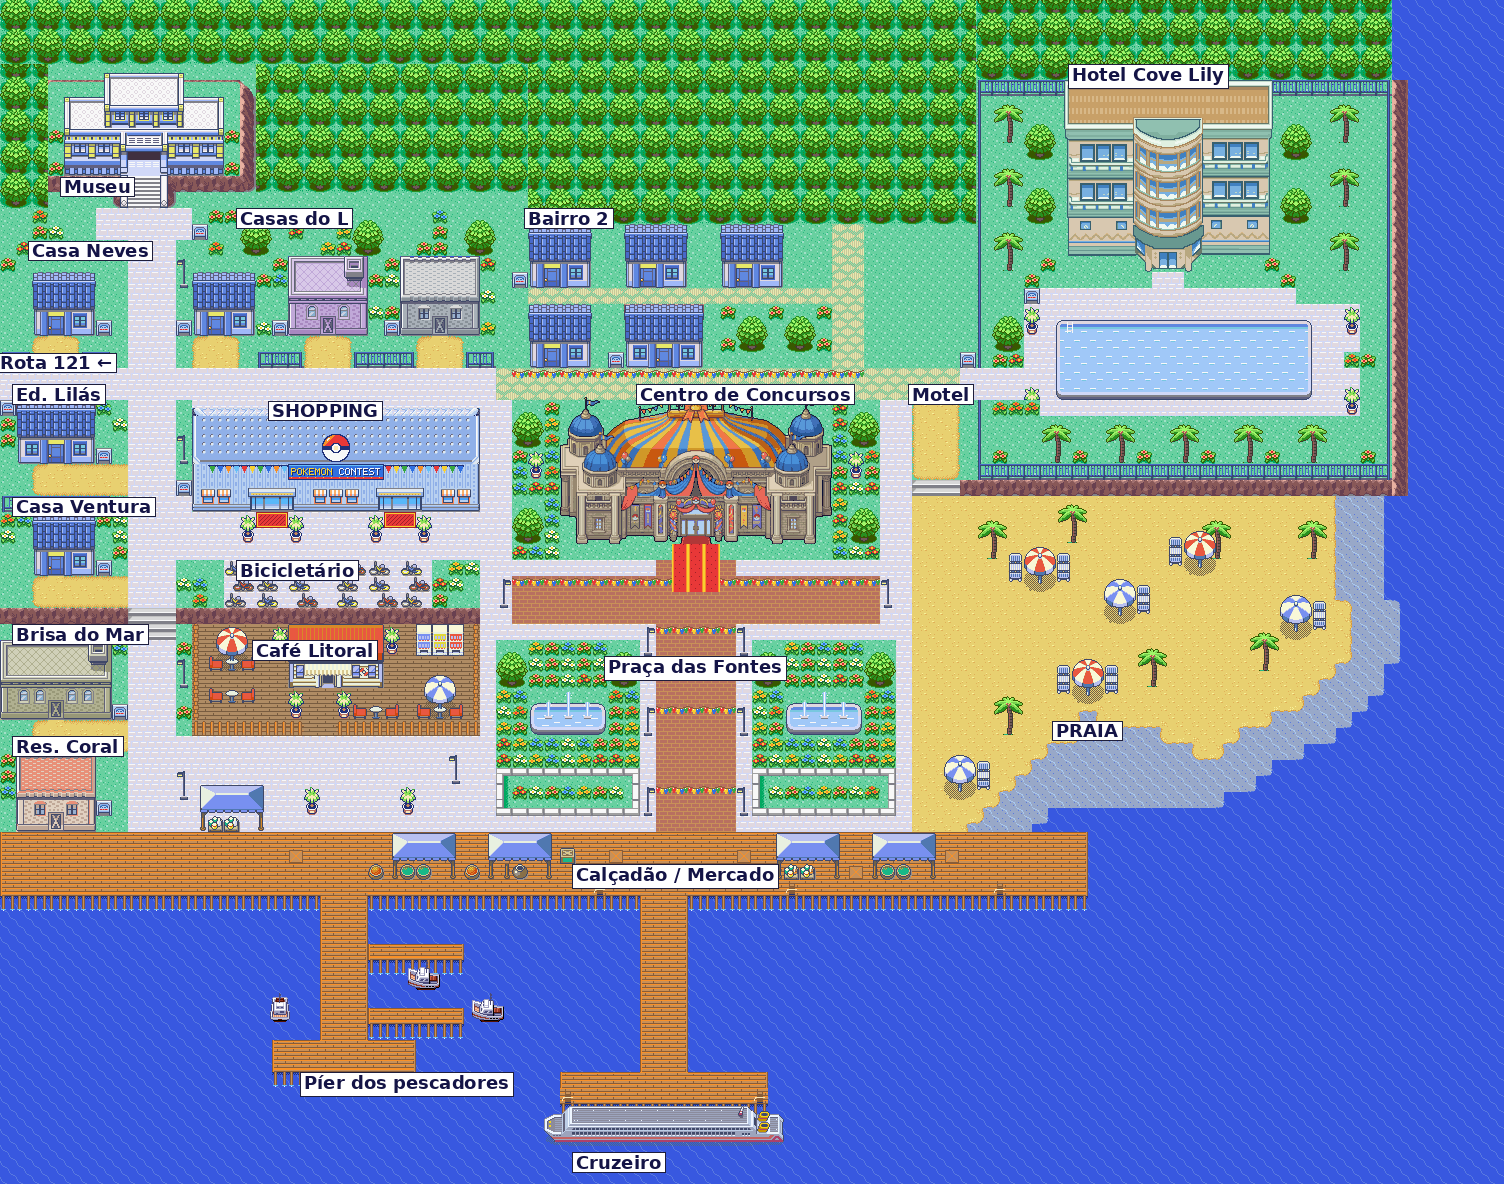 Hotel Cove Lily
Museu
Casas do L
Bairro 2
Casa Neves
Rota 121 ←
Ed. Lilás
SHOPPING
Centro de Concursos
Motel
POKEMON CONTEST
Casa Ventura
Bicicletário
Brisa do Mar
Café Litoral
Praça das Fontes
PRAIA
Res. Coral
Calçadão / Mercado
Píer dos pescadores
Cruzeiro